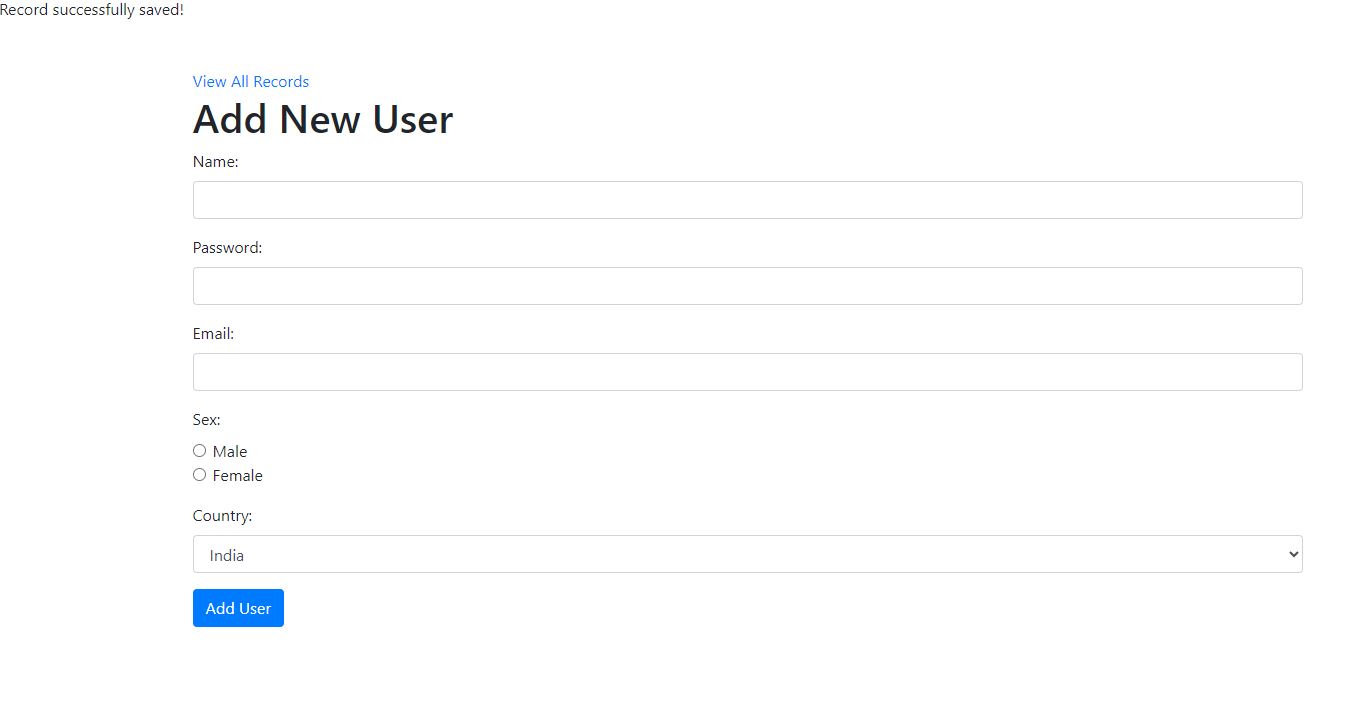 Record successfully saved!
View All Records
Add New User
Name:
Password:
Email:
Sex:
Male
Female
Country:
India
Add User